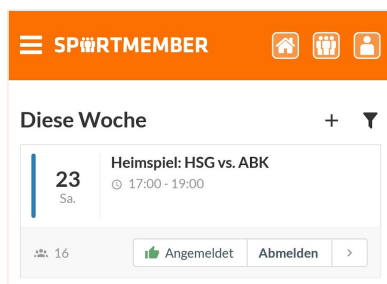 SPORTMEMBER
Diese Woche
Heimspiel: HSG vs. ABK
23
17:00 - 19:00
Sa.
16
Angemeldet
Abmelden